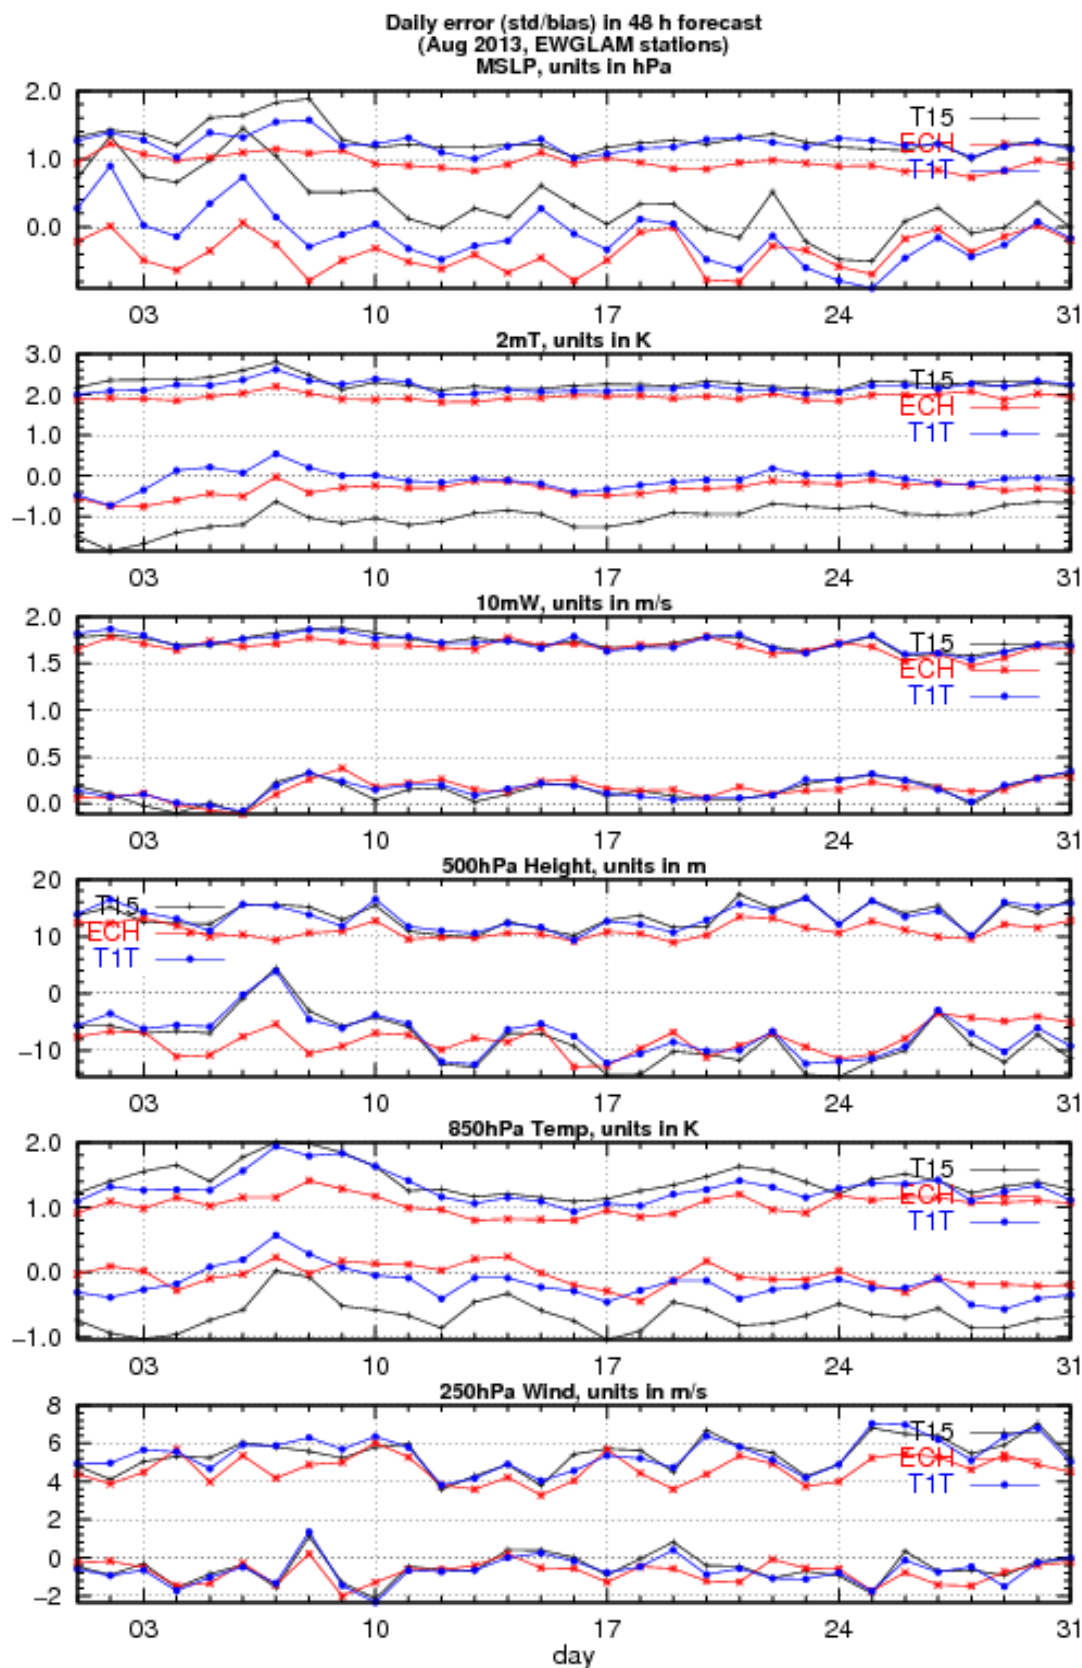 Daily error (std/bias) in 48 h forecast
(Aug 2013, EWGLAM stations)
MSLP, units in hPa
2.0
1.0
0.0
T15
ECH
T1T
03 10 17 24 31
2mT, units in K
3.0
2.0
1.0
0.0
−1.0
T15
ECH
T1T
03 10 17 24 31
10mW, units in m/s
2.0
1.5
1.0
0.5
0.0
T15
ECH
T1T
03 10 17 24 31
500hPa Height, units in m
20
10
0
−10
T15
ECH
T1T
03 10 17 24 31
850hPa Temp, units in K
2.0
1.0
0.0
−1.0
T15
ECH
T1T
03 10 17 24 31
250hPa Wind, units in m/s
8
6
4
2
0
−2
T15
ECH
T1T
03 10 17 24 31
day